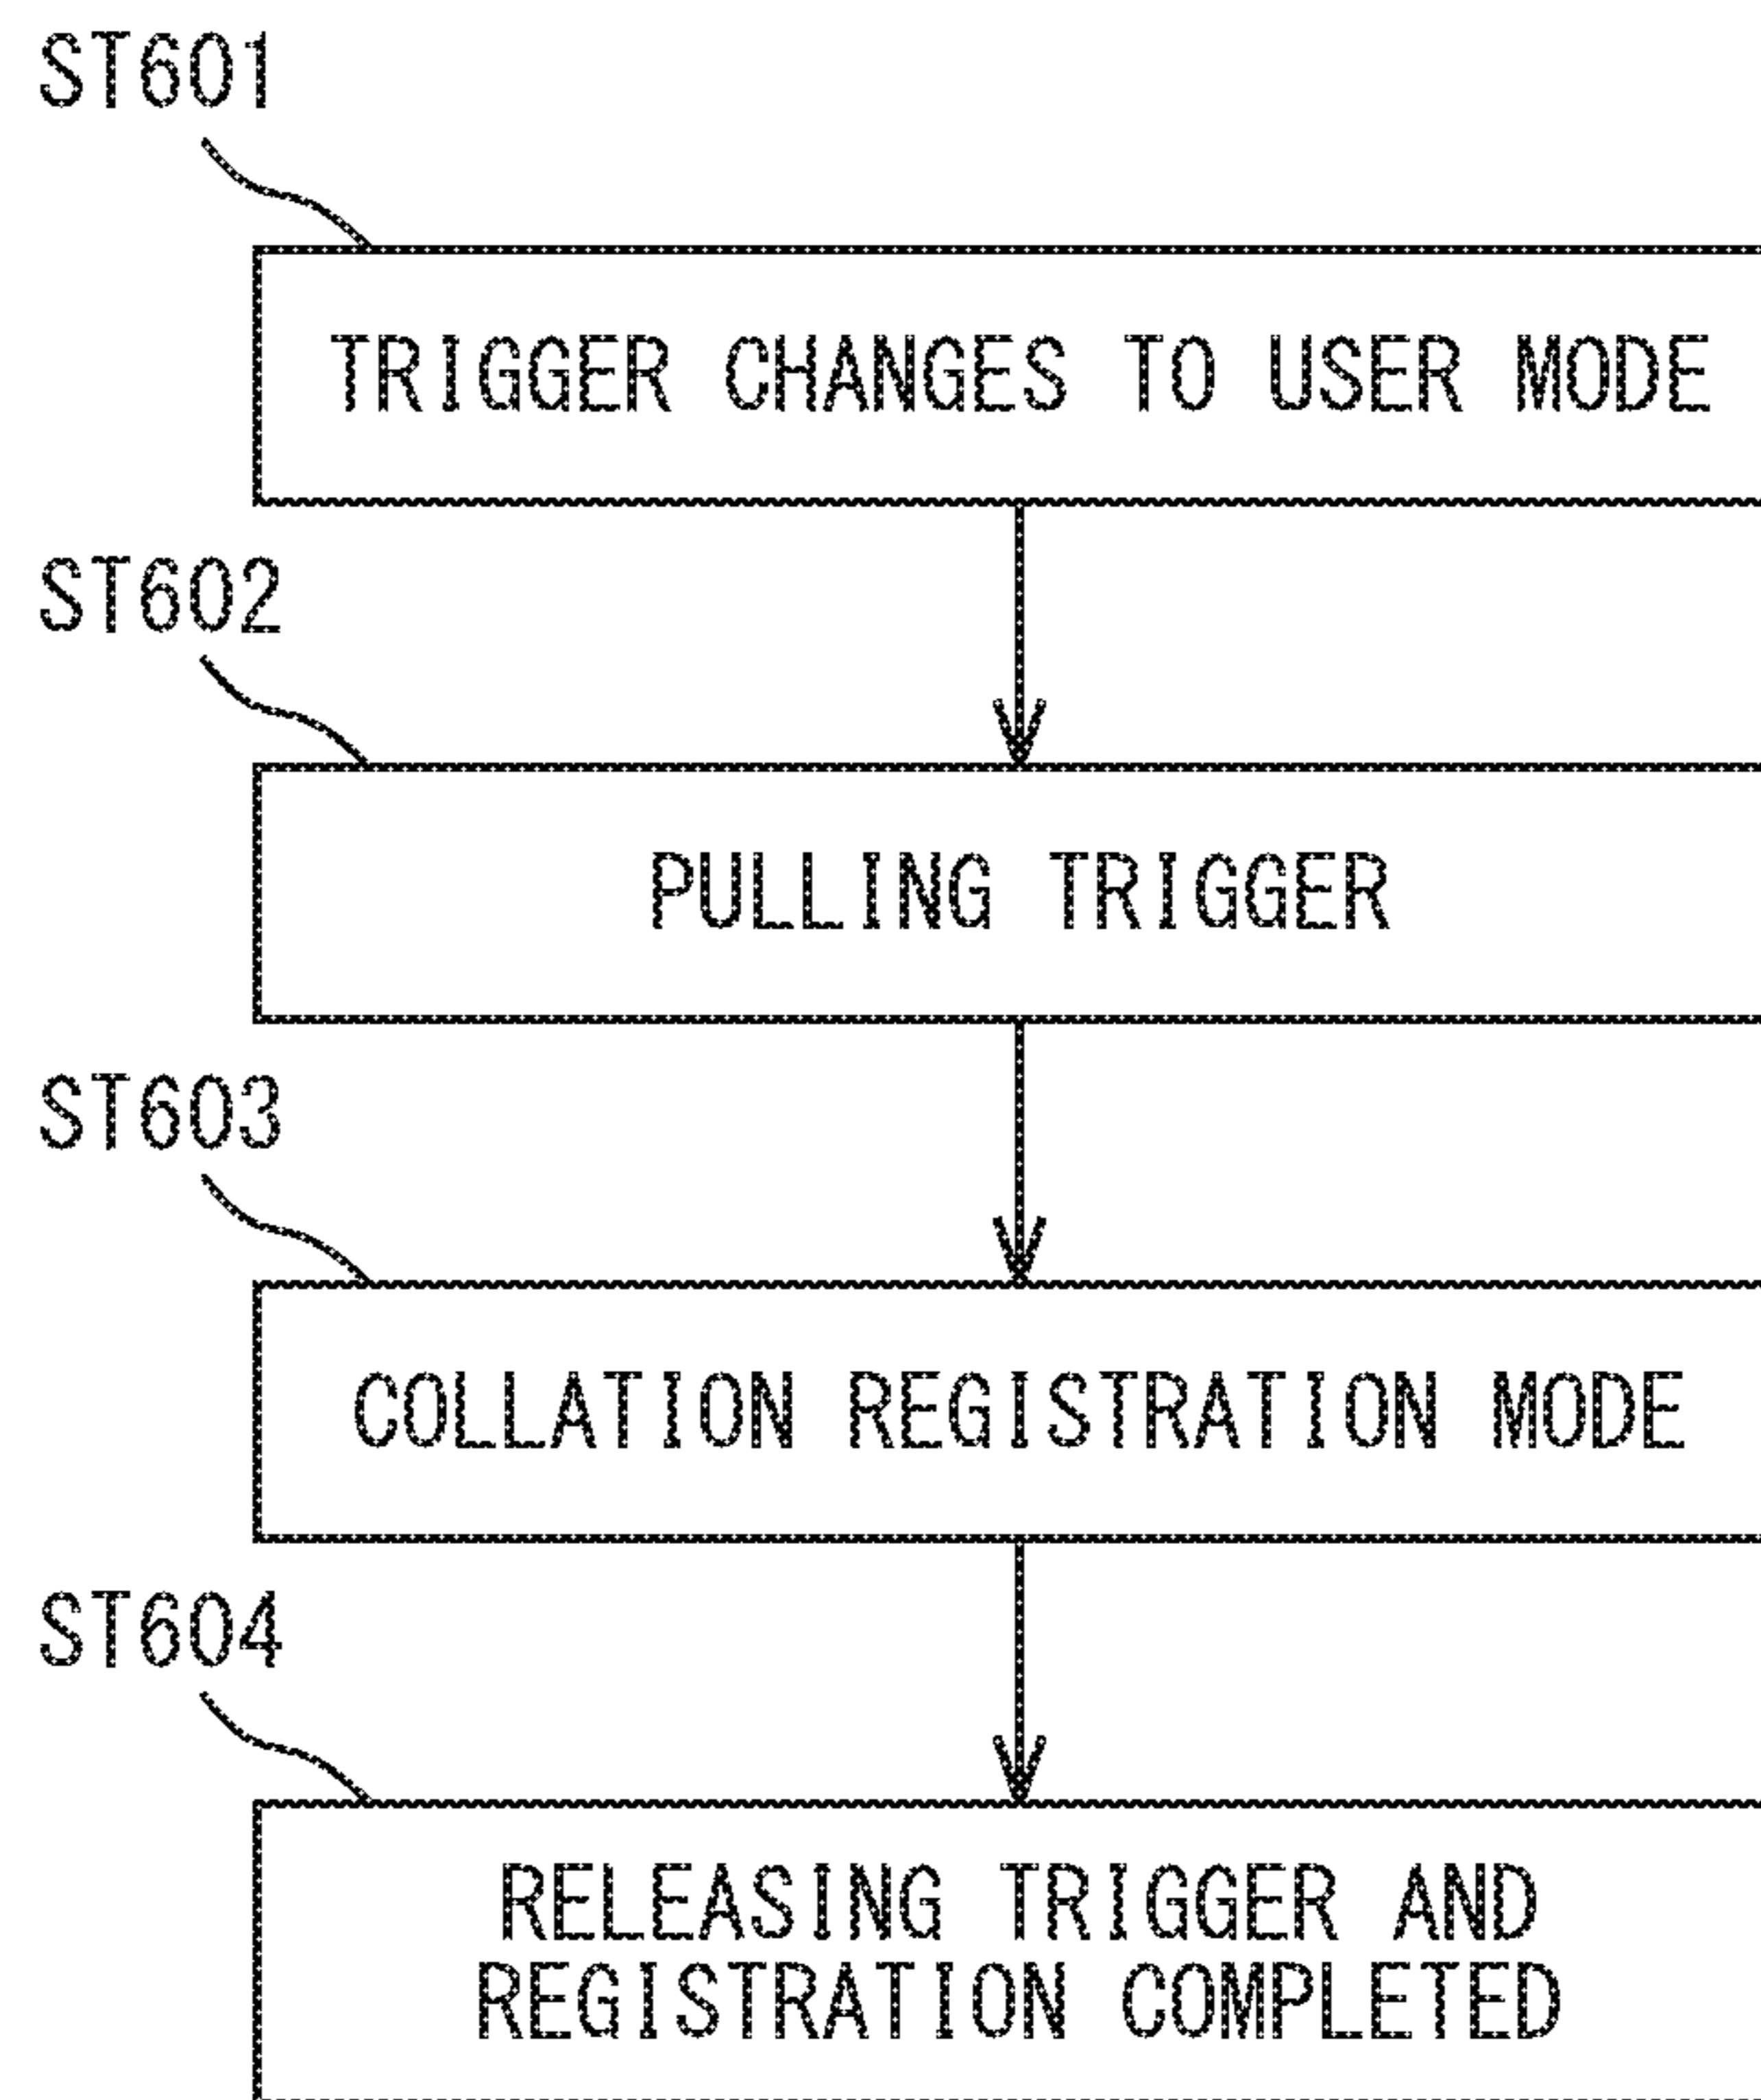 ST601
TRIGGER CHANGES TO USER MODE
ST602
PULLING TRIGGER
ST603
COLLATION REGISTRATION MODE
ST604
RELEASING TRIGGER AND
REGISTRATION COMPLETED